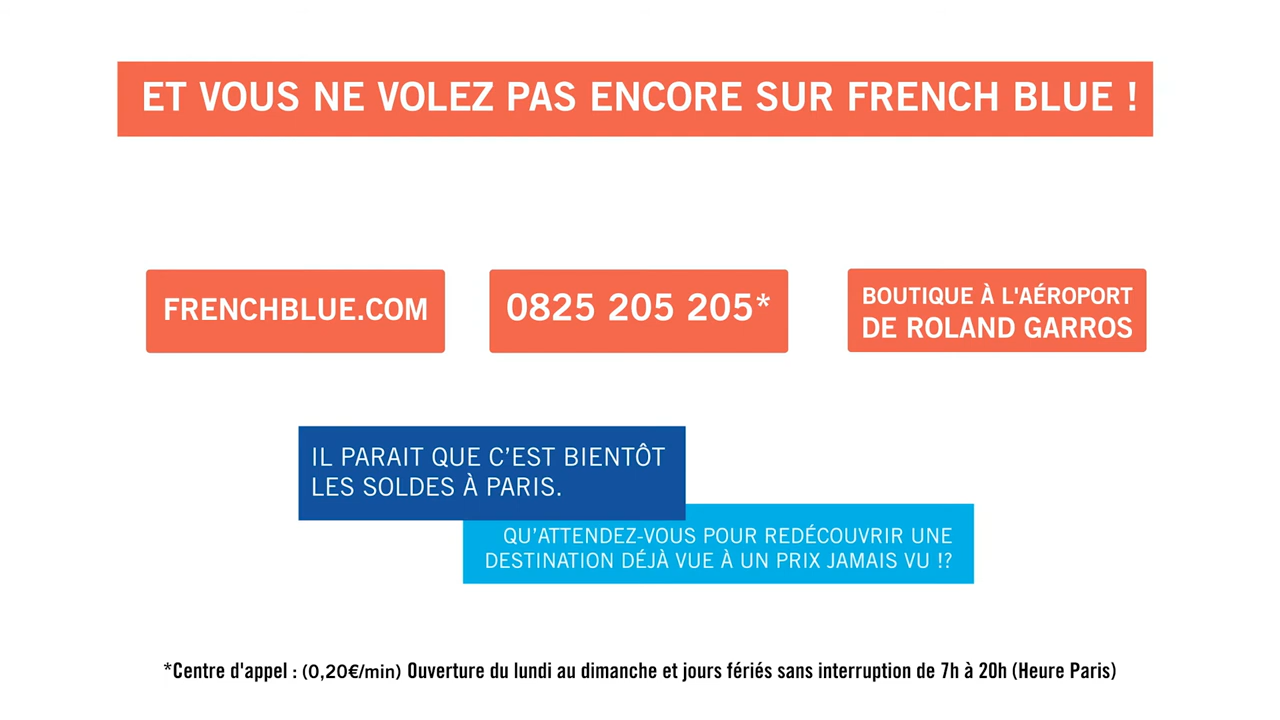 ET VOUS NE VOLEZ PAS ENCORE SUR FRENCH BLUE !
FRENCHBLUE.COM
0825 205 205*
BOUTIQUE À L'AÉROPORT
DE ROLAND GARROS
IL PARAIT QUE C’EST BIENTÔT
LES SOLDES À PARIS.
QU’ATTENDEZ-VOUS POUR REDÉCOUVRIR UNE
DESTINATION DÉJÀ VUE À UN PRIX JAMAIS VU !?
*Centre d'appel : (0,20€/min) Ouverture du lundi au dimanche et jours fériés sans interruption de 7h à 20h (Heure Paris)